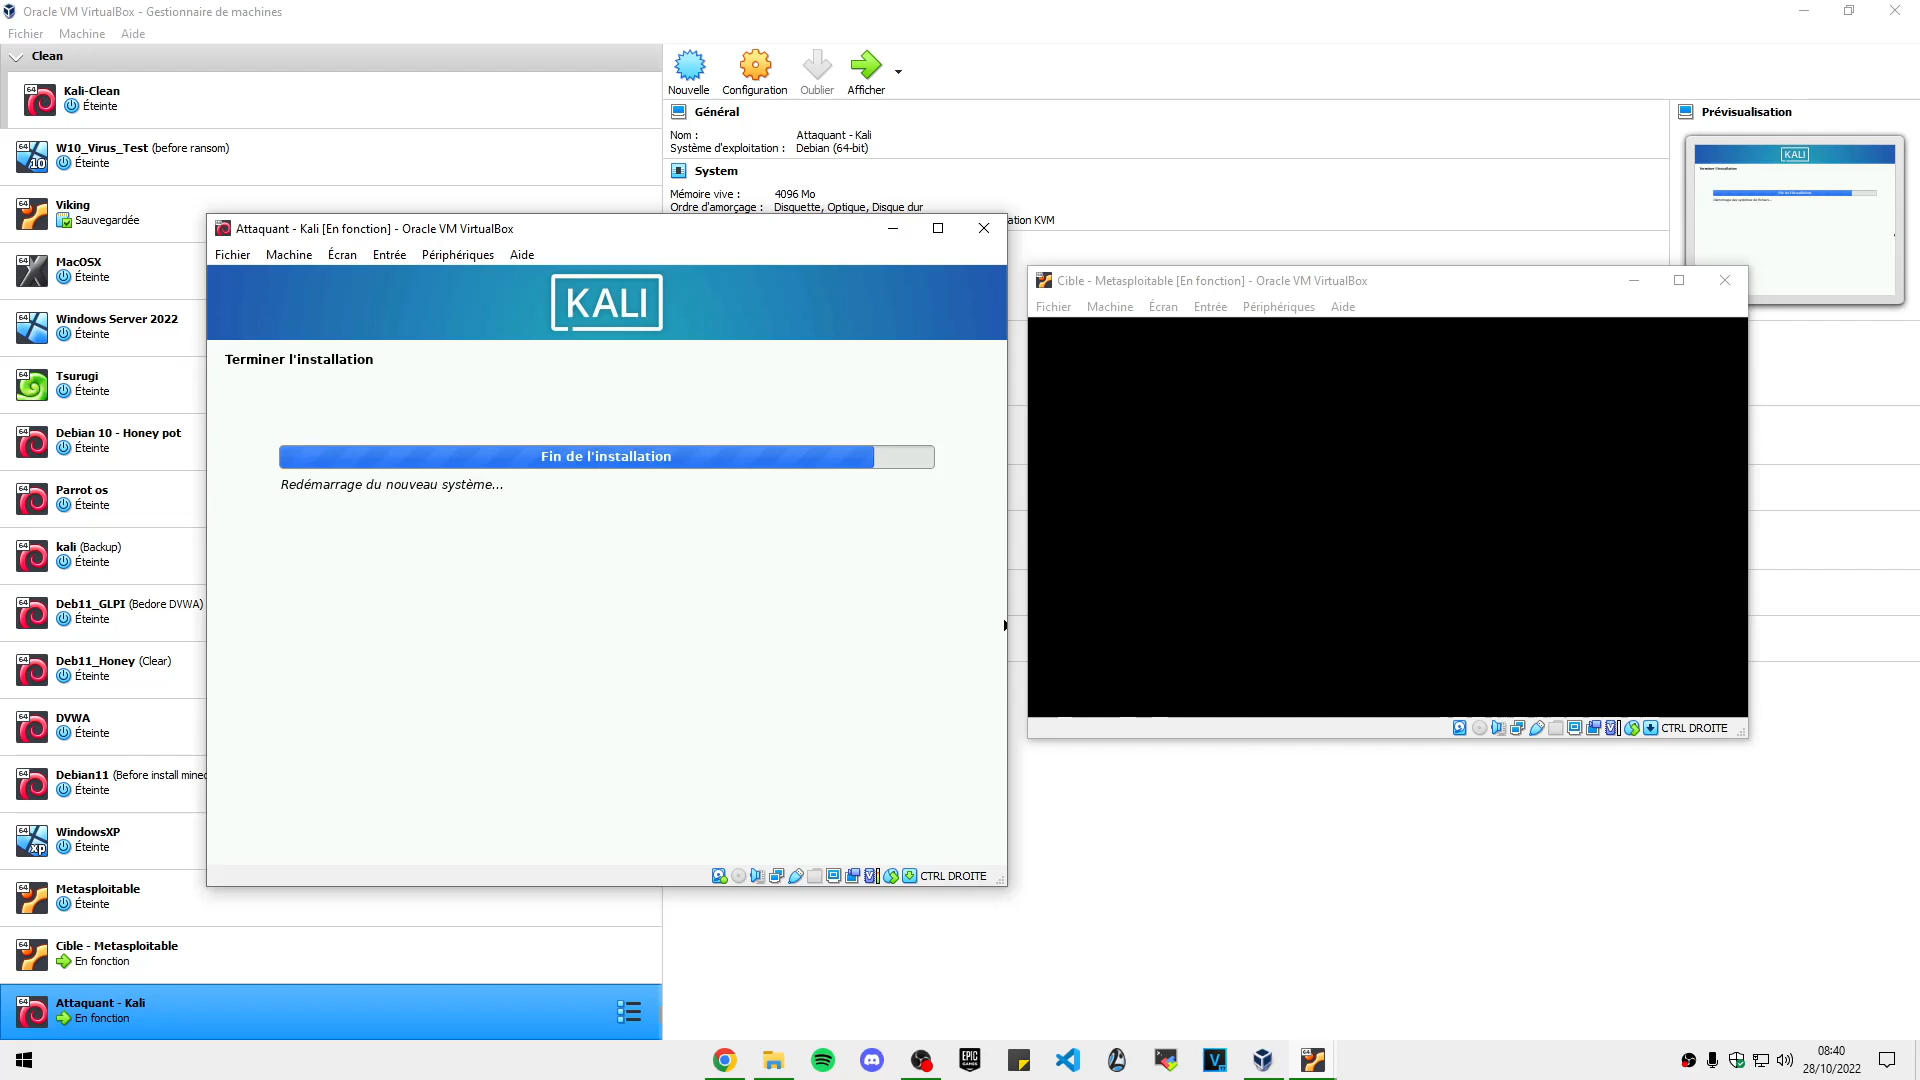 Oracle VM VirtualBox - Gestionnaire de machines
Fichier Machine Aide
Clean
Kali-Clean
Éteinte
W10_Virus_Test (before ransom)
Éteinte
Viking
Sauvegardée
MacOSX
Éteinte
Windows Server 2022
Éteinte
Tsurugi
Éteinte
Debian 10 - Honey pot
Éteinte
Parrot os
Éteinte
kali (Backup)
Éteinte
Deb11_GLPI (Bedore DVWA)
Éteinte
Deb11_Honey (Clear)
Éteinte
DVWA
Éteinte
Debian11 (Before install minec
Éteinte
WindowsXP
Éteinte
Metasploitable
Éteinte
Cible - Metasploitable
En fonction
Attaquant - Kali
En fonction
Nouvelle Configuration Oublier Afficher
Général
Nom : Attaquant - Kali
Système d'exploitation : Debian (64-bit)
System
Mémoire vive : 4096 Mo
Ordre d'amorçage : Disquette, Optique, Disque dur
ation KVM
Prévisualisation
KALI
Attaquant - Kali [En fonction] - Oracle VM VirtualBox
Fichier Machine Écran Entrée Périphériques Aide
KALI
Terminer l'installation
Fin de l'installation
Redémarrage du nouveau système...
CTRL DROITE
Cible - Metasploitable [En fonction] - Oracle VM VirtualBox
Fichier Machine Écran Entrée Périphériques Aide
CTRL DROITE
08:40
28/10/2022